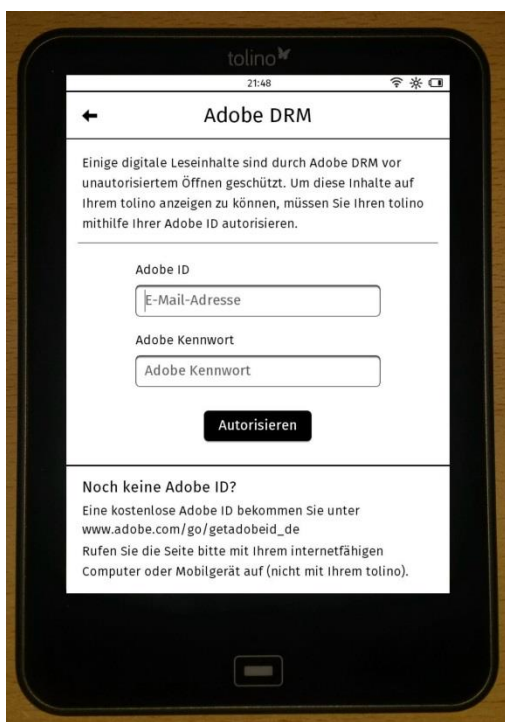 tolino
21:48
Adobe DRM
Einige digitale Leseinhalte sind durch Adobe DRM vor
unautorisiertem Öffnen geschützt. Um diese Inhalte auf
Ihrem tolino anzeigen zu können, müssen Sie Ihren tolino
mithilfe Ihrer Adobe ID autorisieren.
Adobe ID
E-Mail-Adresse
Adobe Kennwort
Adobe Kennwort
Autorisieren
Noch keine Adobe ID?
Eine kostenlose Adobe ID bekommen Sie unter
www.adobe.com/go/getadobeid_de
Rufen Sie die Seite bitte mit Ihrem internetfähigen
Computer oder Mobilgerät auf (nicht mit Ihrem tolino).